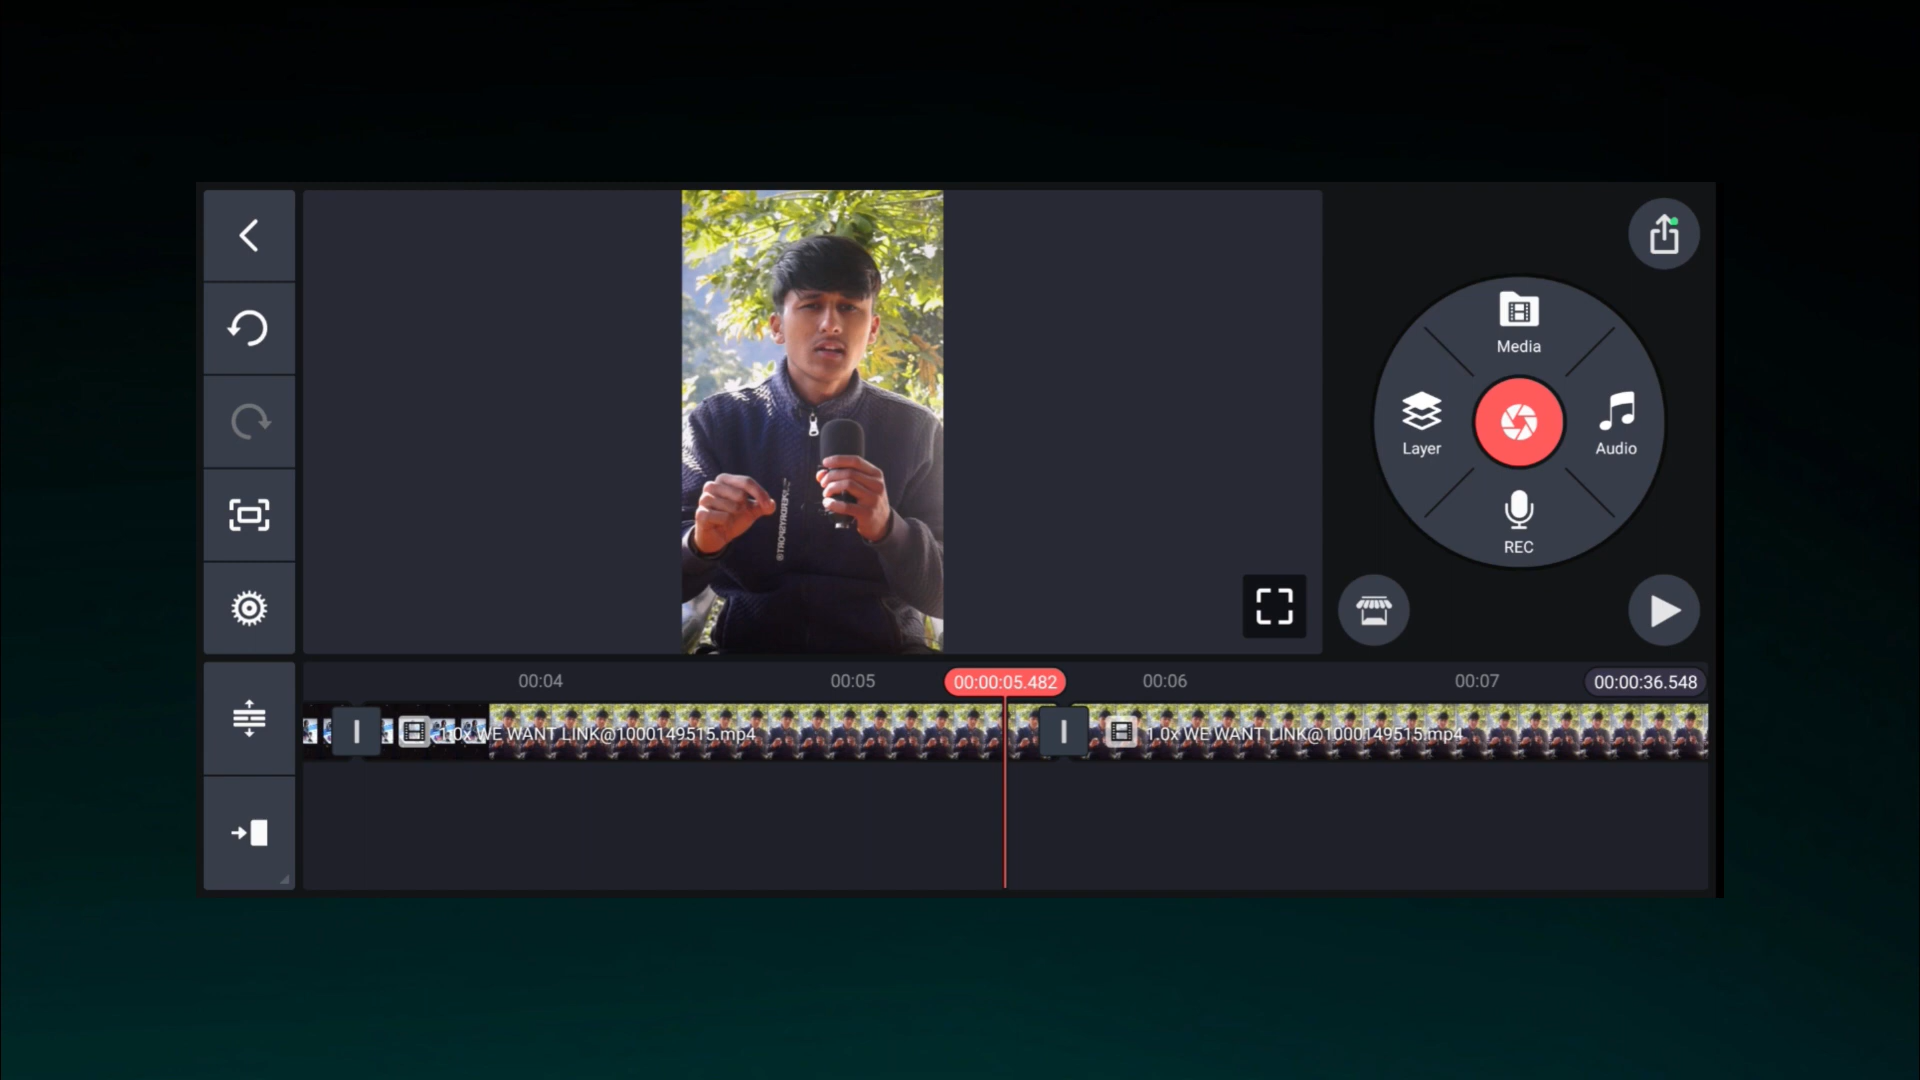 Media
Layer
Audio
REC
00:04
00:05
00:00:05.482
00:06
00:07
00:00:36.548
1.0x WE WANT LINK@1000149515.mp4
1.0x WE WANT LINK@1000149515.mp4